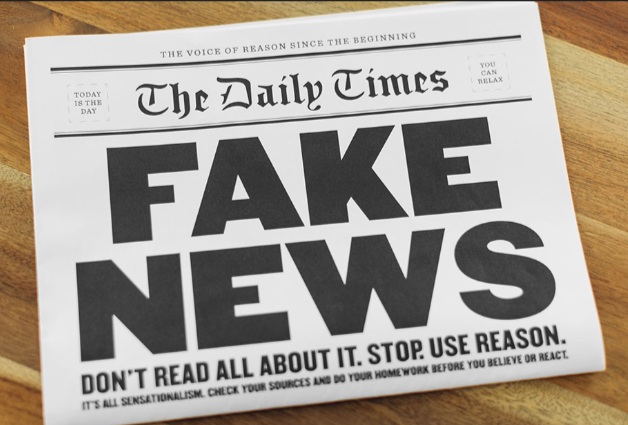 THE VOICE OF REASON SINCE THE BEGINNING
TODAY
IS THE
DAY
The Daily Times
YOU
CAN
RELAX
FAKE
NEWS
DON'T READ ALL ABOUT IT. STOP. USE REASON.
IT'S ALL SENSATIONALISM. CHECK YOUR SOURCES AND DO YOUR HOMEWORK BEFORE YOU BELIEVE OR REACT.